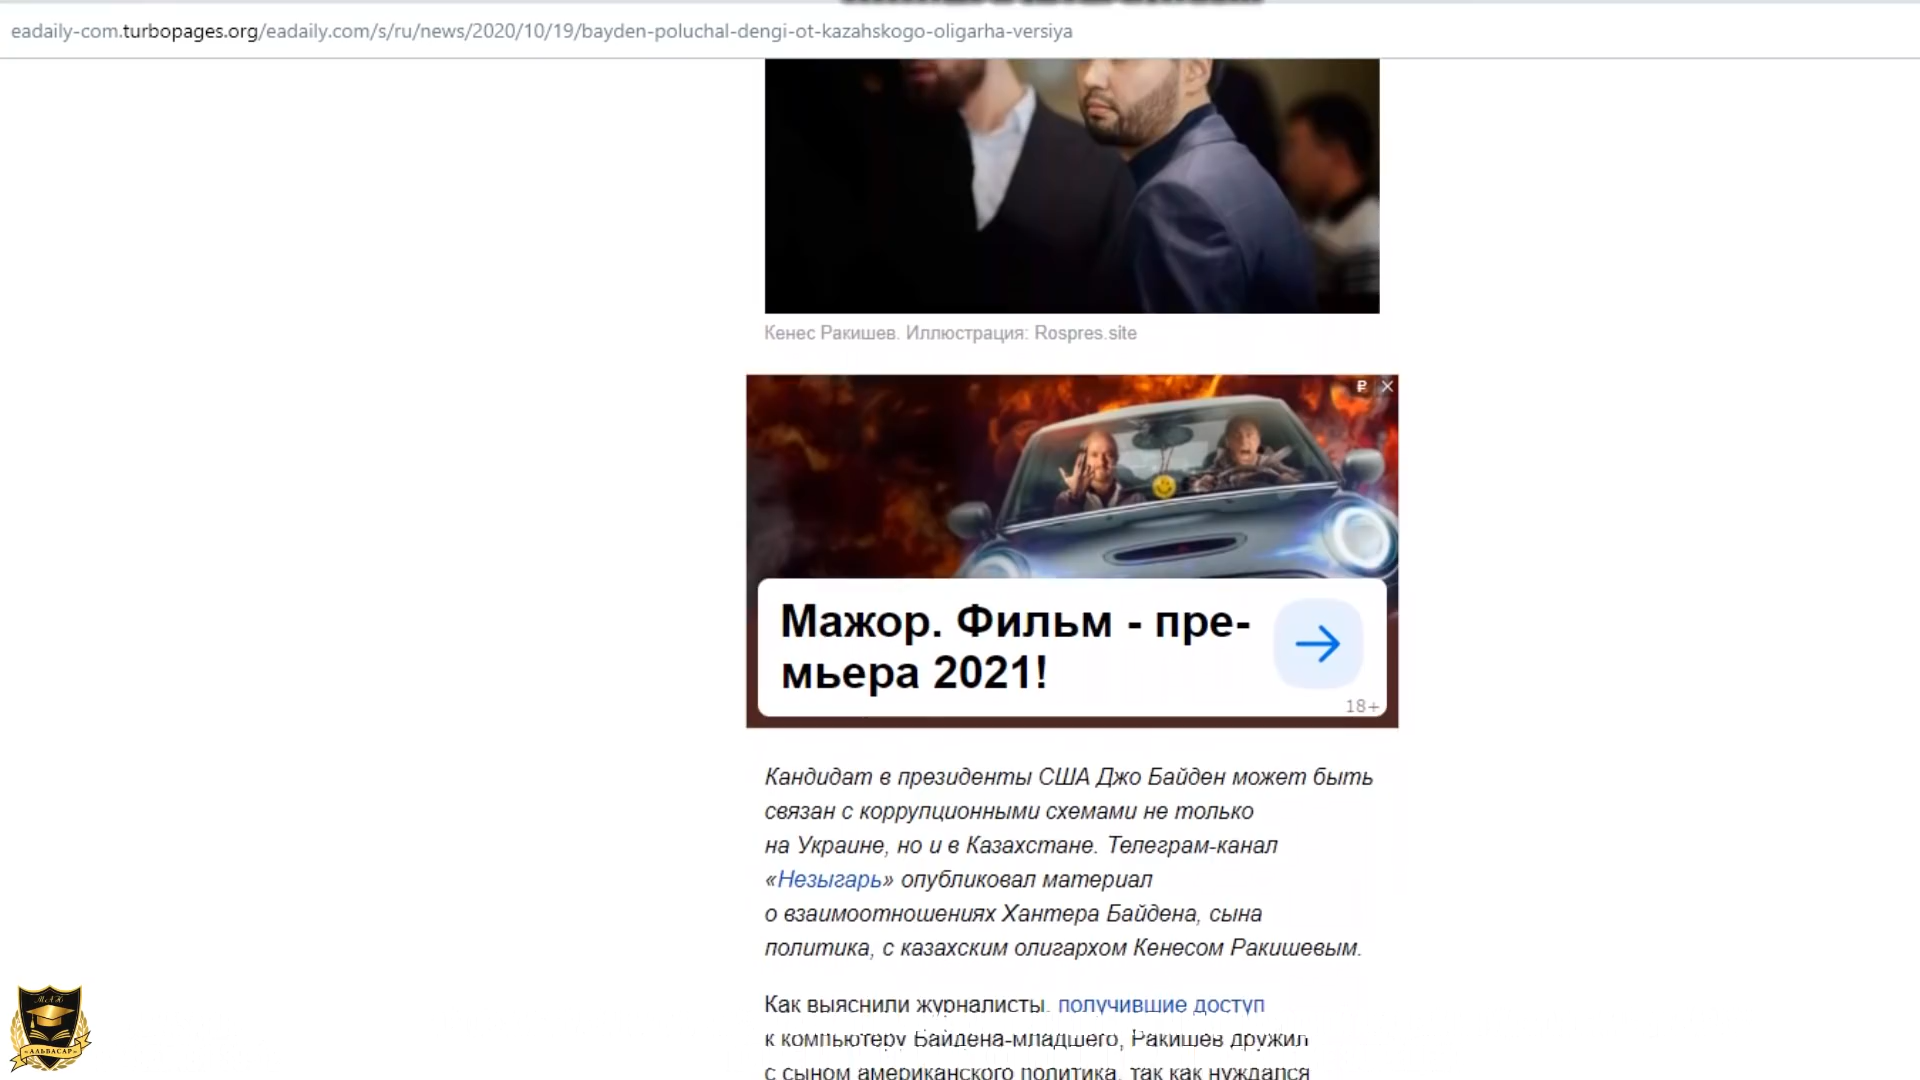 eadaily-com.turbopages.org/eadaily.com/s/ru/news/2020/10/19/bayden-poluchal-dengi-ot-kazahskogo-oligarha-versiya
Кенес Ракишев. Иллюстрация: Rospres.site
Мажор. Фильм - пре-
мьера 2021!
18+
Кандидат в президенты США Джо Байден может быть
связан с коррупционными схемами не только
на Украине, но и в Казахстане. Телеграм-канал
«Незыгарь» опубликовал материал
о взаимоотношениях Хантера Байдена, сына
политика, с казахским олигархом Кенесом Ракишевым.
Как выяснили журналисты, получившие доступ
к компьютеру Байдена-младшего, Ракишев дружил
с сыном американского политика, так как нуждался
МАН
АЛЬВАСАР